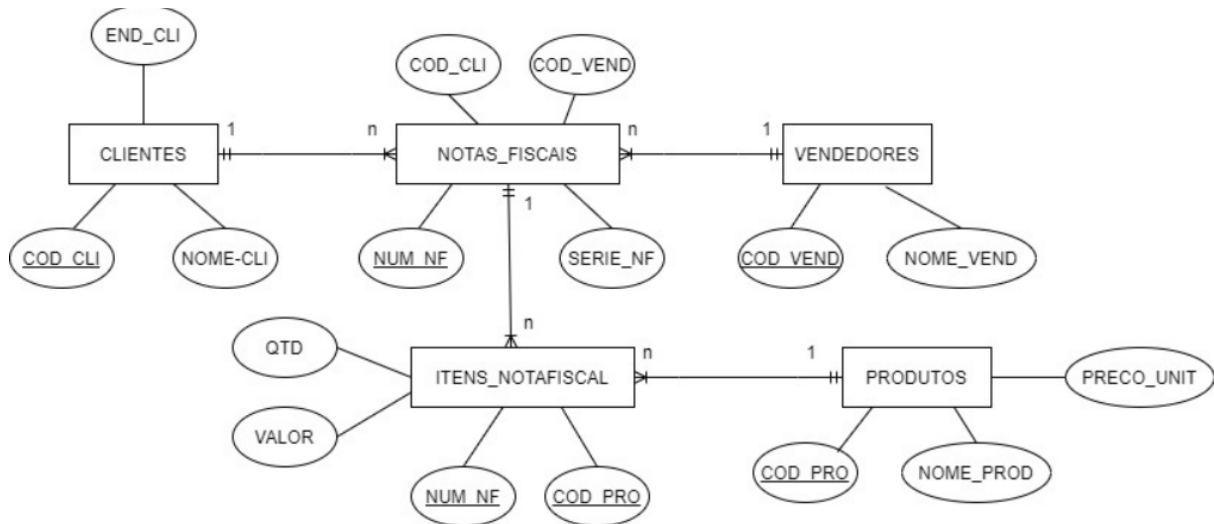 END_CLI
COD_CLI
COD_VEND
1
n
n
1
CLIENTES
NOTAS_FISCAIS
VENDEDORES
1
COD_CLI
NOME-CLI
NUM_NF
SERIE_NF
COD_VEND
NOME_VEND
n
QTD
n
1
ITENS_NOTAFISCAL
PRODUTOS
PRECO_UNIT
VALOR
NUM_NF
COD_PRO
COD_PRO
NOME_PROD